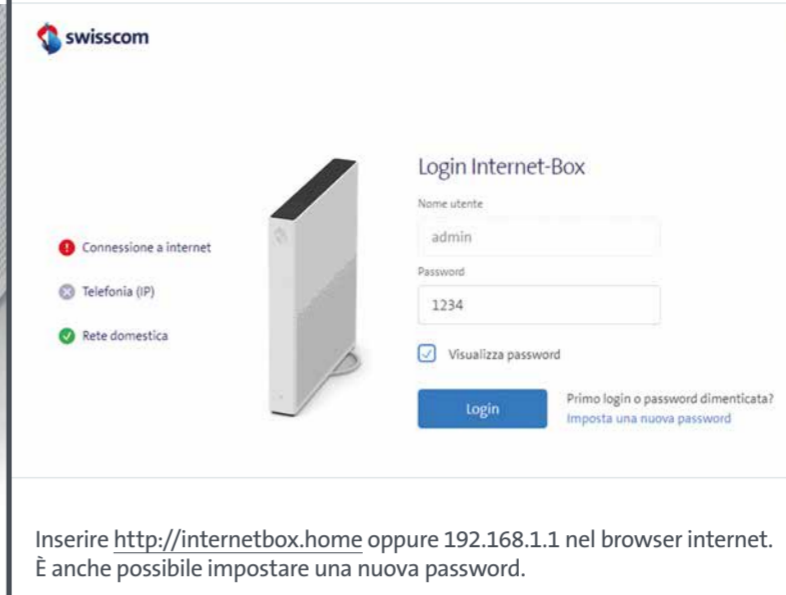 swisscom
Login Internet-Box
Nome utente
admin
Password
1234
Visualizza password
Login
Primo login o password dimenticata?
Imposta una nuova password
Connessione a internet
Telefonia (IP)
Rete domestica
Inserire http://internetbox.home oppure 192.168.1.1 nel browser internet.
È anche possibile impostare una nuova password.